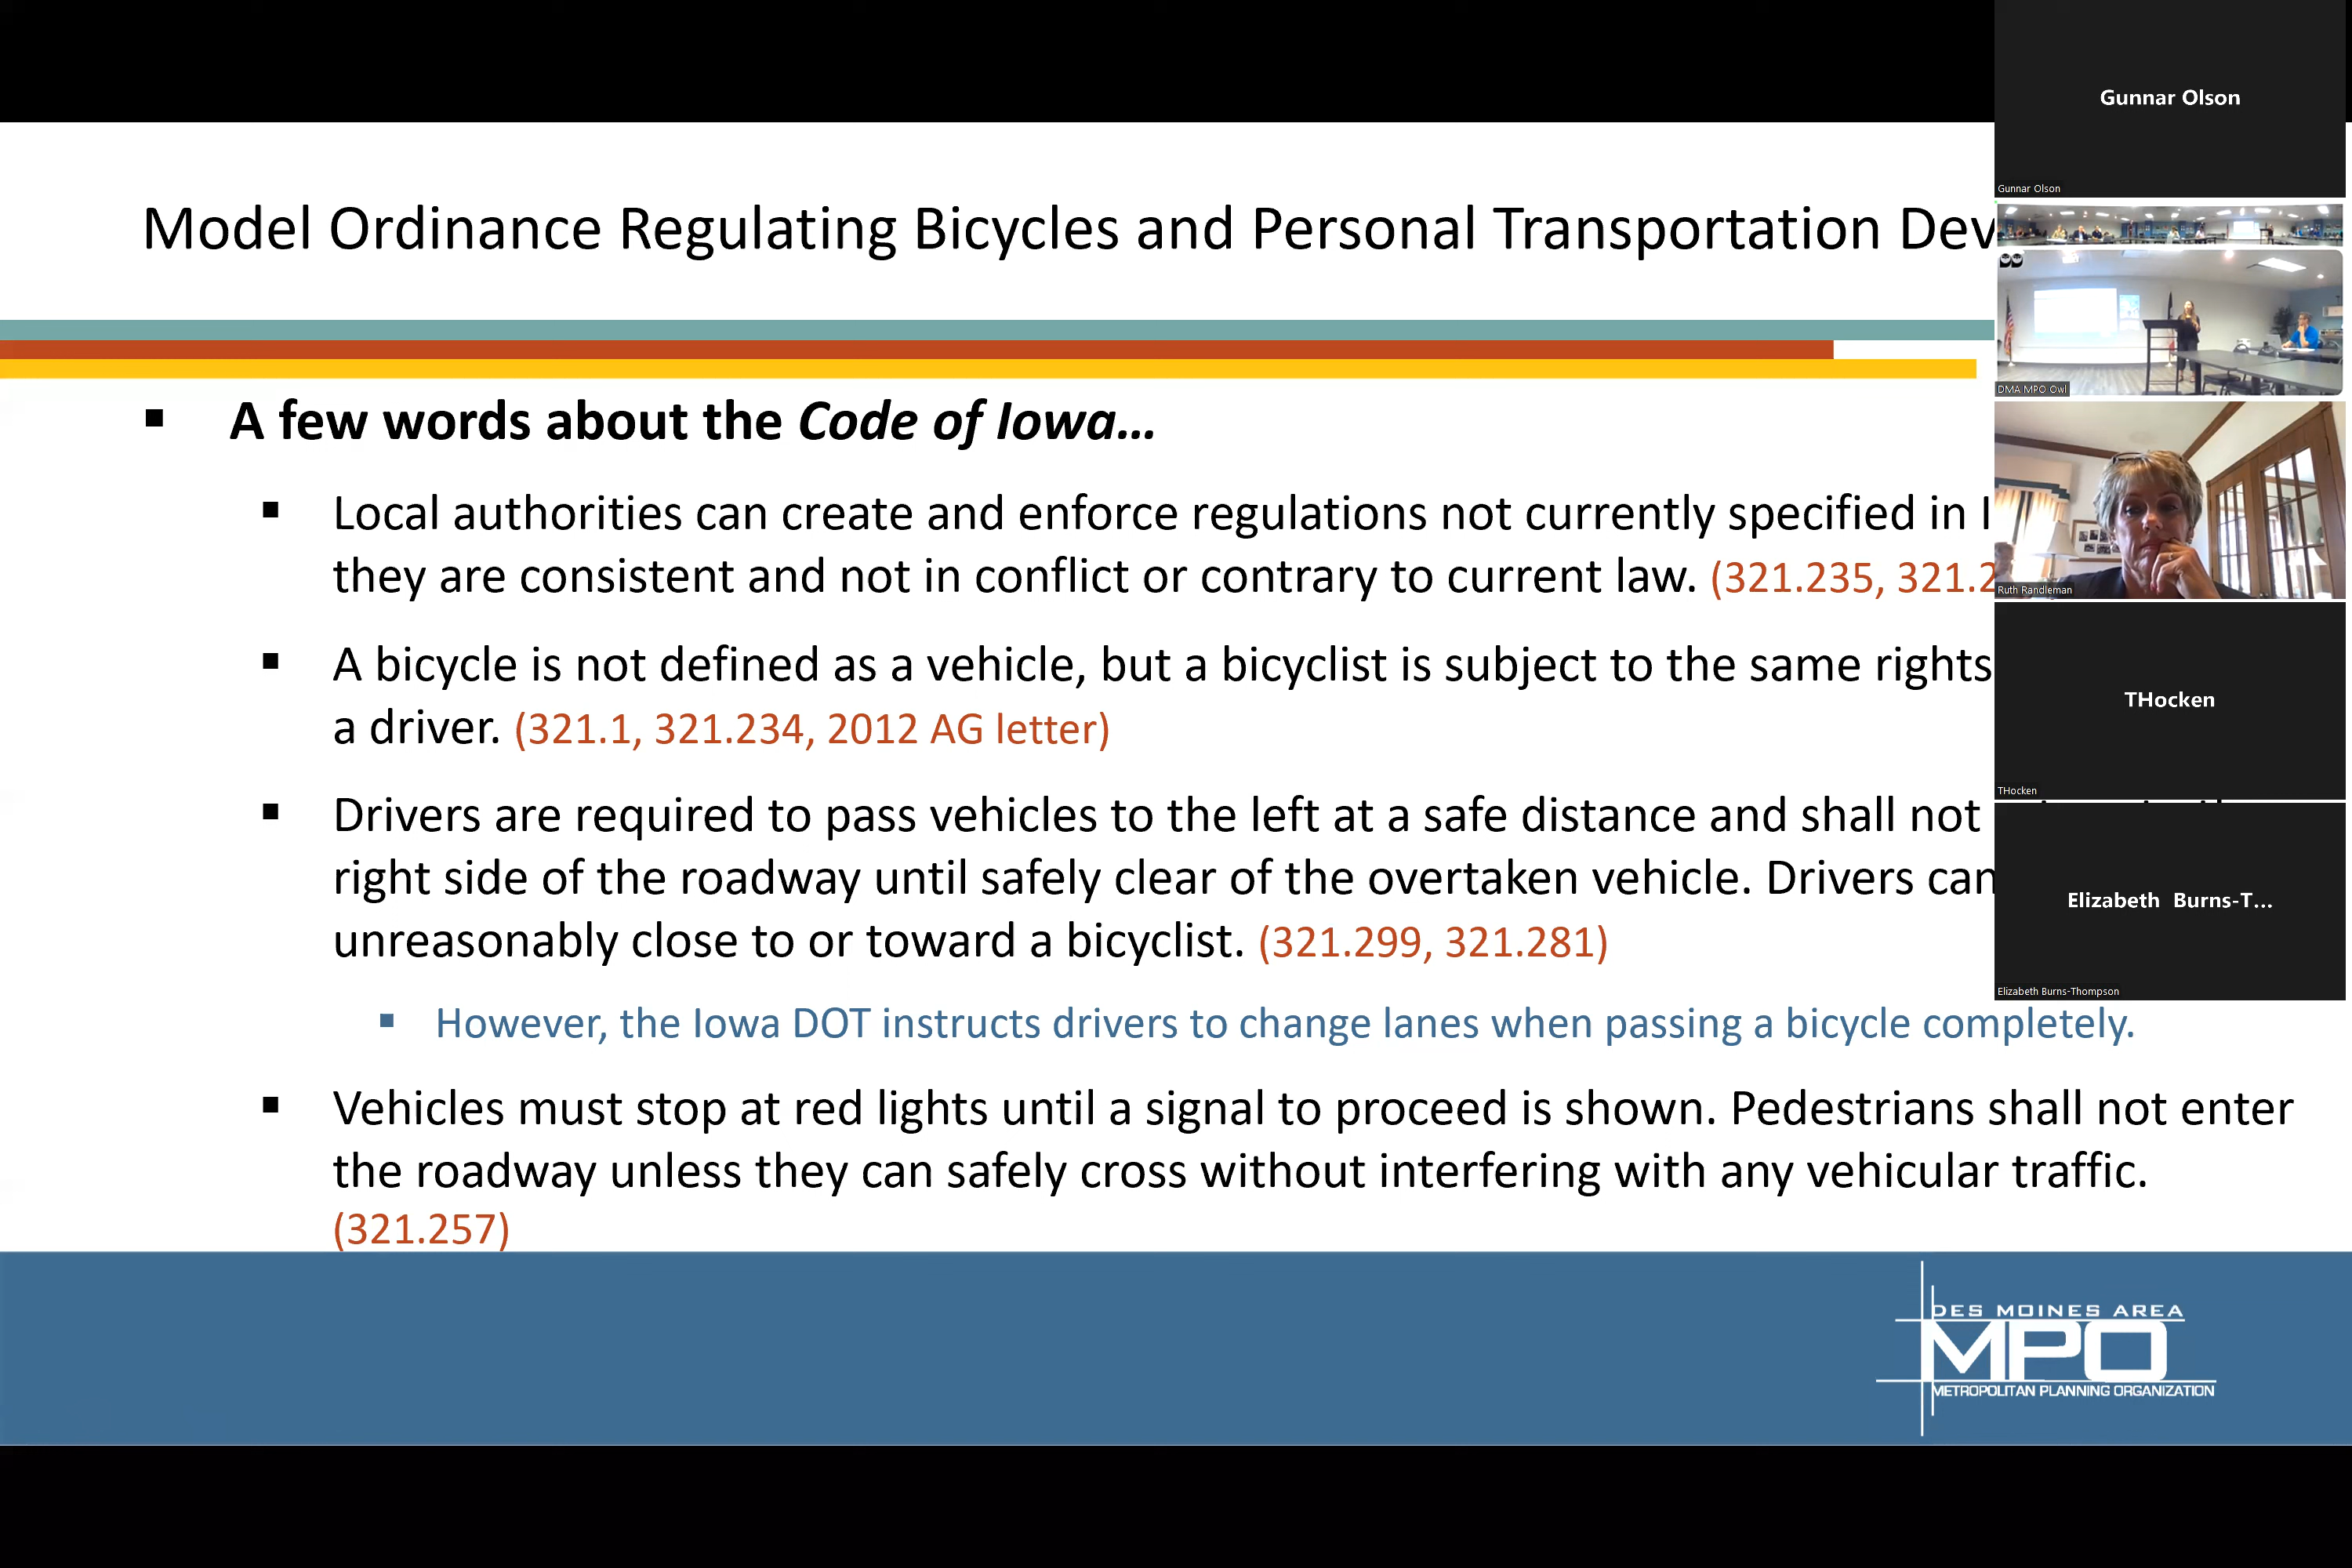 Gunnar Olson
Gunnar Olson
Model Ordinance Regulating Bicycles and Personal Transportation Dev
DMA MPO Owl
▪ A few words about the Code of Iowa...
▪ Local authorities can create and enforce regulations not currently specified in I
they are consistent and not in conflict or contrary to current law. (321.235, 321.2
Ruth Randleman
▪ A bicycle is not defined as a vehicle, but a bicyclist is subject to the same rights
a driver. (321.1, 321.234, 2012 AG letter)
THocken
THocken
▪ Drivers are required to pass vehicles to the left at a safe distance and shall not
right side of the roadway until safely clear of the overtaken vehicle. Drivers can
unreasonably close to or toward a bicyclist. (321.299, 321.281)
Elizabeth Burns-T...
Elizabeth Burns-Thompson
▪ However, the Iowa DOT instructs drivers to change lanes when passing a bicycle completely.
▪ Vehicles must stop at red lights until a signal to proceed is shown. Pedestrians shall not enter
the roadway unless they can safely cross without interfering with any vehicular traffic.
(321.257)
DES MOINES AREA
MPO
METROPOLITAN PLANNING ORGANIZATION